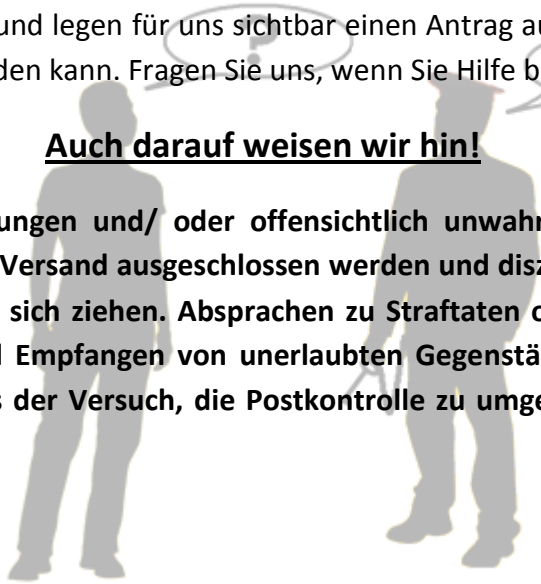 und legen für uns sichtbar einen Antrag au
den kann. Fragen Sie uns, wenn Sie Hilfe b
?
Auch darauf weisen wir hin!
ungen und/ oder offensichtlich unwahr
Versand ausgeschlossen werden und disz
sich ziehen. Absprachen zu Straftaten o
Empfangen von unerlaubten Gegenstä
der Versuch, die Postkontrolle zu umge